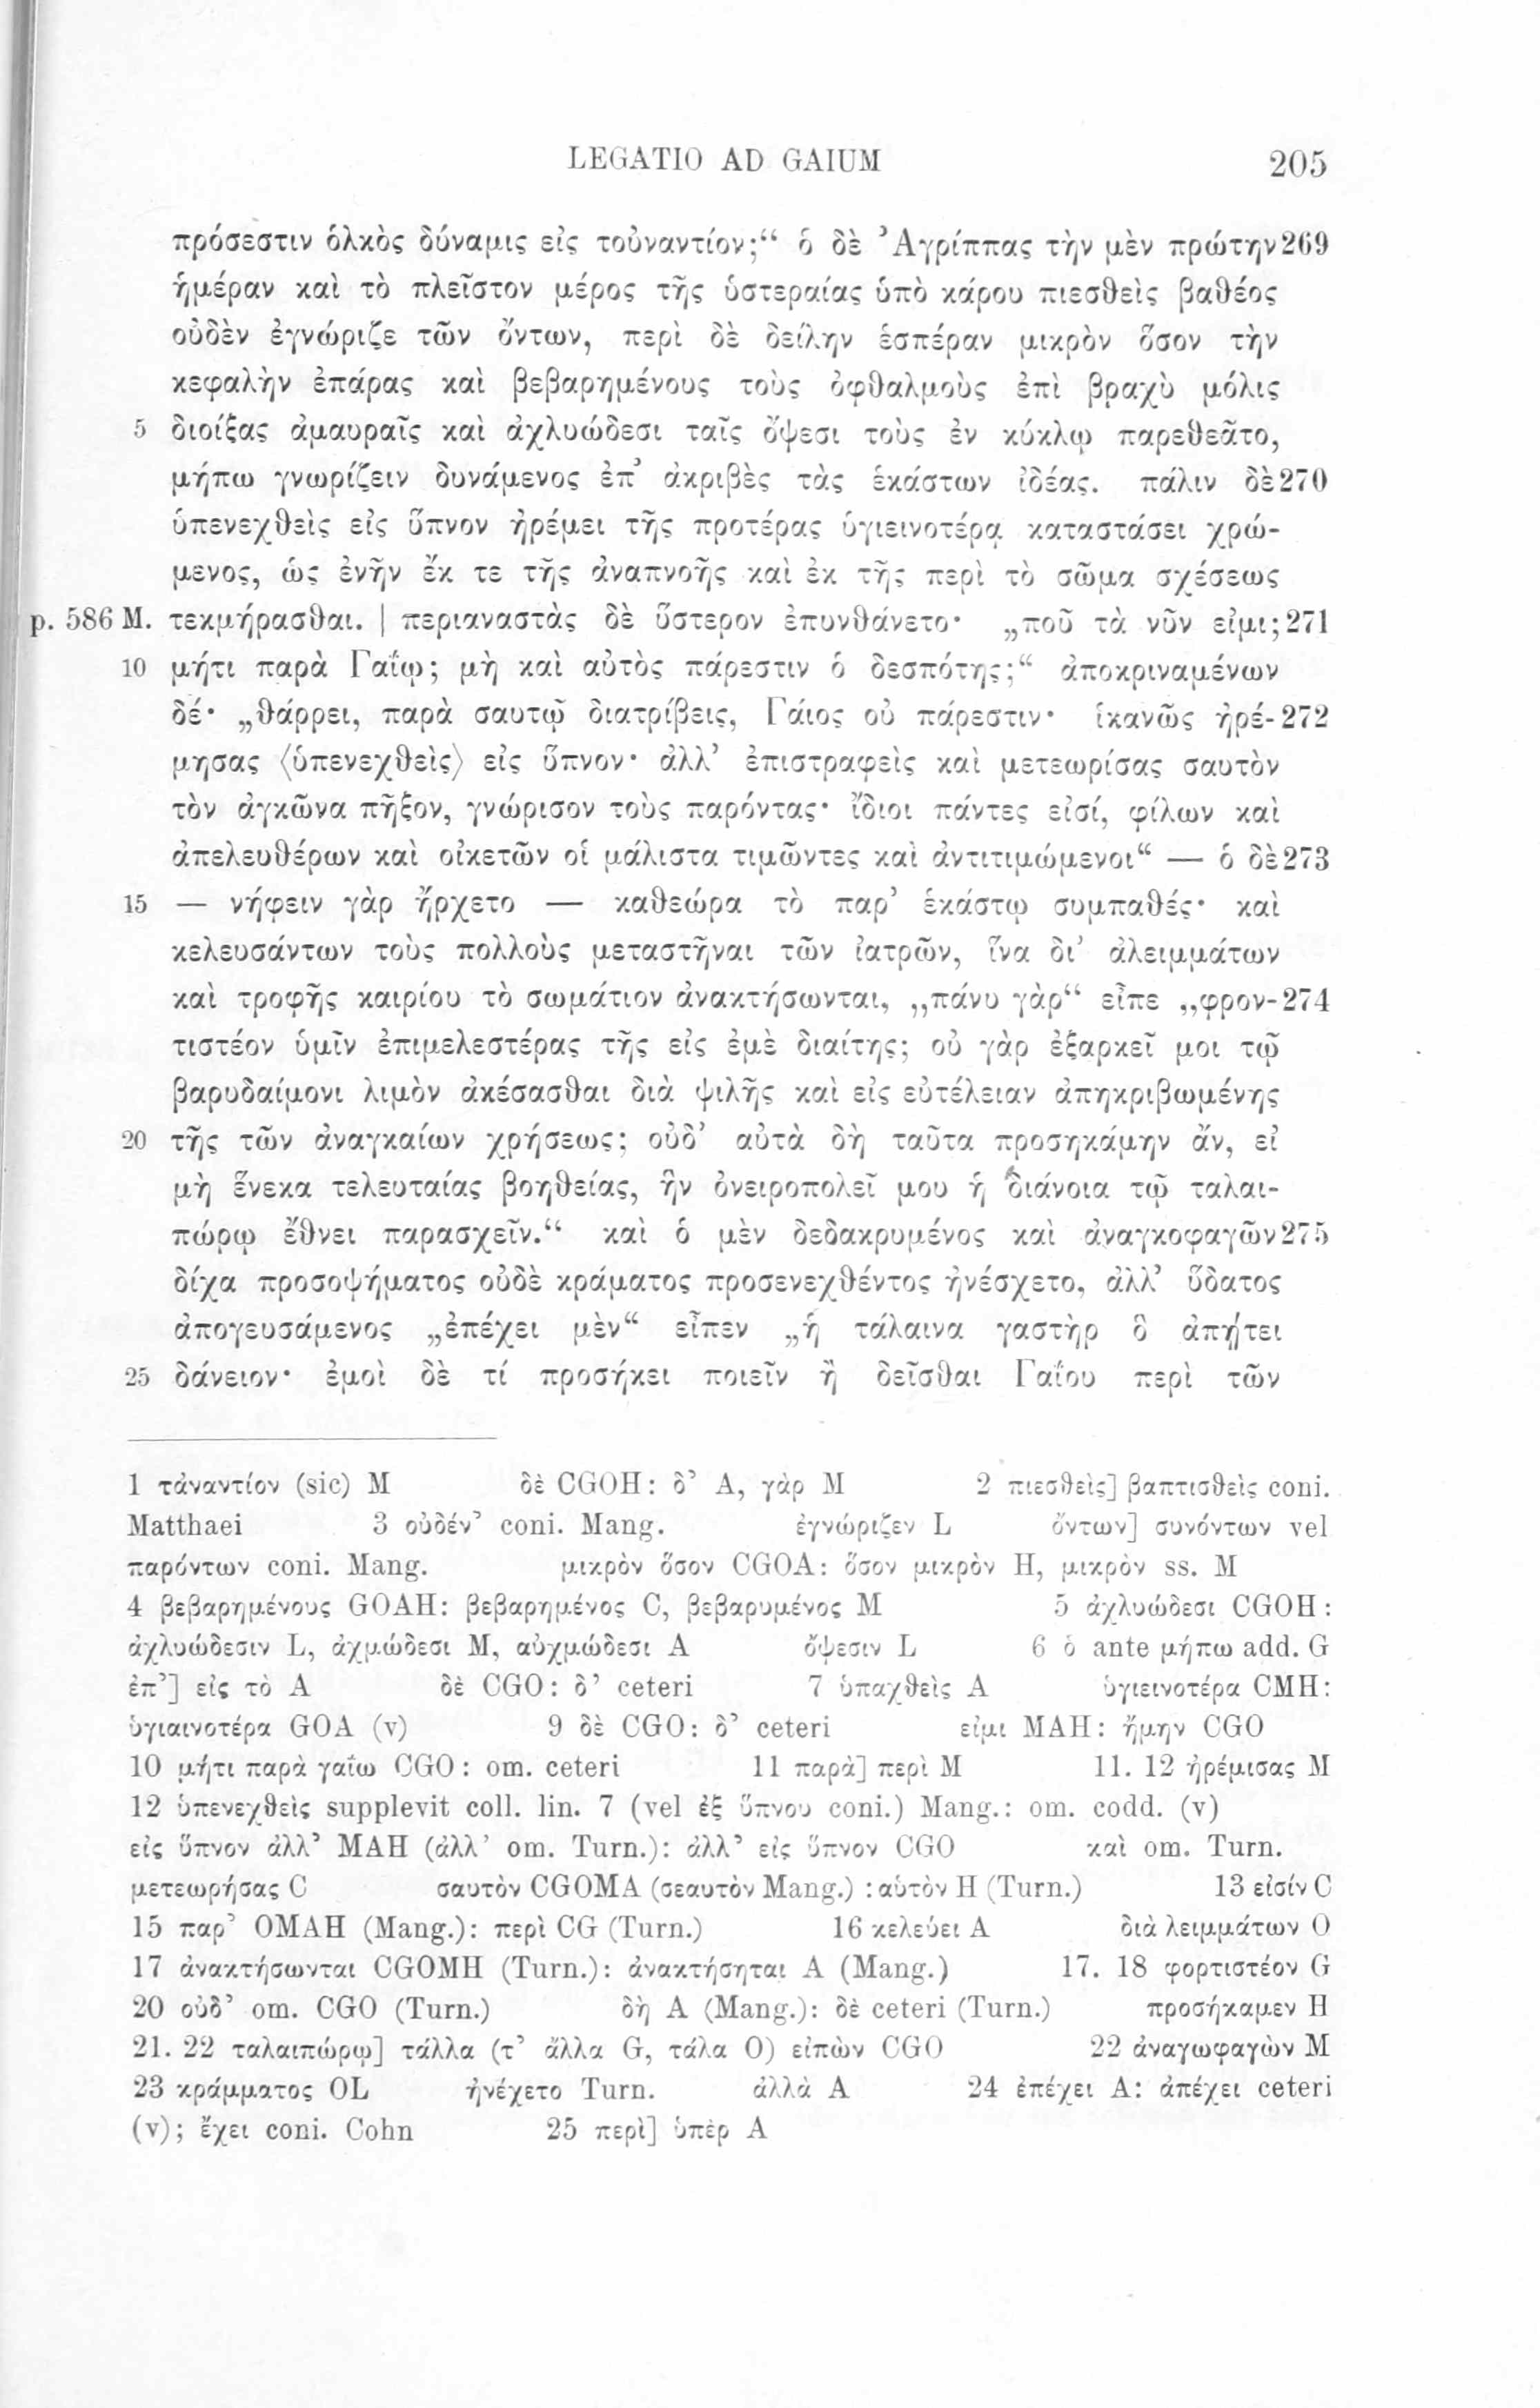 LEGATIO AD GAIUM 205
πρόσεστιν ὁλκὸς δύναμις εἰς τοὐναντίον;“ ὁ δὲ Ἀγρίππας τὴν μὲν πρώτην 269
ἡμέραν καὶ τὸ πλεῖστον μέρος τῆς ὑστεραίας ὑπὸ κάρου πιεσθεὶς βαθέος
οὐδὲν ἐγνώριζε τῶν ὄντων, περὶ δὲ δείλην ἑσπέραν μικρὸν ὅσον τὴν
κεφαλὴν ἐπάρας καὶ βεβαρημένους τοὺς ὀφθαλμοὺς ἐπὶ βραχὺ μόλις
5 διοίξας ἀμαυραῖς καὶ ἀχλυώδεσι ταῖς ὄψεσι τοὺς ἐν κύκλῳ παρεθεᾶτο,
μήπω γνωρίζειν δυνάμενος ἐπ’ ἀκριβὲς τὰς ἑκάστων ἰδέας. πάλιν δὲ 270
ὑπενεχθεὶς εἰς ὕπνον ἠρέμει τῆς προτέρας ὑγιεινοτέρᾳ καταστάσει χρώ-
μενος, ὡς ἐνῆν ἔκ τε τῆς ἀναπνοῆς καὶ ἐκ τῆς περὶ τὸ σῶμα σχέσεως
p. 586 M. τεκμήρασθαι. | περιαναστὰς δὲ ὕστερον ἐπυνθάνετο· „ποῦ τὰ νῦν εἰμι; 271
10 μήτι παρὰ Γαΐῳ; μὴ καὶ αὐτὸς πάρεστιν ὁ δεσπότης;“ ἀποκριναμένων
δέ· „θάρρει, παρὰ σαυτῷ διατρίβεις, Γάιος οὐ πάρεστιν· ἱκανῶς ἠρέ- 272
μησας ⟨ὑπενεχθεὶς⟩ εἰς ὕπνον· ἀλλ’ ἐπιστραφεὶς καὶ μετεωρίσας σαυτὸν
τὸν ἀγκῶνα πῆξον, γνώρισον τοὺς παρόντας· ἴδιοι πάντες εἰσί, φίλων καὶ
ἀπελευθέρων καὶ οἰκετῶν οἱ μάλιστα τιμῶντες καὶ ἀντιτιμώμενοι“ — ὁ δὲ 273
15 — νήφειν γὰρ ἤρχετο — καθεώρα τὸ παρ’ ἑκάστῳ συμπαθές· καὶ
κελευσάντων τοὺς πολλοὺς μεταστῆναι τῶν ἰατρῶν, ἵνα δι’ ἀλειμμάτων
καὶ τροφῆς καιρίου τὸ σωμάτιον ἀνακτήσωνται, „πάνυ γὰρ“ εἶπε „φρον- 274
τιστέον ὑμῖν ἐπιμελεστέρας τῆς εἰς ἐμὲ διαίτης; οὐ γὰρ ἐξαρκεῖ μοι τῷ
βαρυδαίμονι λιμὸν ἀκέσασθαι διὰ ψιλῆς καὶ εἰς εὐτέλειαν ἀπηκριβωμένης
20 τῆς τῶν ἀναγκαίων χρήσεως; οὐδ’ αὐτὰ δὴ ταῦτα προσηκάμην ἄν, εἰ
μὴ ἕνεκα τελευταίας βοηθείας, ἣν ὀνειροπολεῖ μου ἡ διάνοια τῷ ταλαι-
πώρῳ ἔθνει παρασχεῖν.“ καὶ ὁ μὲν δεδακρυμένος καὶ ἀναγκοφαγῶν 275
δίχα προσοψήματος οὐδὲ κράματος προσενεχθέντος ἠνέσχετο, ἀλλ’ ὕδατος
ἀπογευσάμενος „ἐπέχει μὲν“ εἶπεν „ἡ τάλαινα γαστὴρ ὃ ἀπῄτει
25 δάνειον· ἐμοὶ δὲ τί προσήκει ποιεῖν ἢ δεῖσθαι Γαΐου περὶ τῶν
1 τἀναντίον (sic) M δὲ CGOH: δ’ A, γὰρ M 2 πιεσθεὶς] βαπτισθεὶς coni.
Matthaei 3 οὐδέν’ coni. Mang. ἐγνώριζεν L ὄντων] συνόντων vel
παρόντων coni. Mang. μικρὸν ὅσον CGOA: ὅσον μικρὸν H, μικρὸν ss. M
4 βεβαρημένους GOAH: βεβαρημένος C, βεβαρυμένος M 5 ἀχλυώδεσι CGOH:
ἀχλυώδεσιν L, ἀχμώδεσι M, αὐχμώδεσι A ὄψεσιν L 6 ὁ ante μήπω add. G
ἐπ’] εἰς τὸ A δὲ CGO: δ’ ceteri 7 ὑπαχθεὶς A ὑγιεινοτέρα CMH:
ὑγιαινοτέρα GOA (v) 9 δὲ CGO: δ’ ceteri εἰμι MAH: ἤμην CGO
10 μήτι παρὰ γαΐω CGO: om. ceteri 11 παρὰ] περὶ M 11. 12 ἠρέμισας M
12 ὑπενεχθεὶς supplevit coll. lin. 7 (vel ἐξ ὕπνου coni.) Mang.: om. codd. (v)
εἰς ὕπνον ἀλλ’ MAH (ἀλλ’ om. Turn.): ἀλλ’ εἰς ὕπνον CGO καὶ om. Turn.
μετεωρήσας C σαυτὸν CGOMA (σεαυτὸν Mang.) : αὑτὸν H (Turn.) 13 εἰσίν C
15 παρ’ OMAH (Mang.): περὶ CG (Turn.) 16 κελεύει A διὰ λειμμάτων O
17 ἀνακτήσωνται CGOMH (Turn.): ἀνακτήσηται A (Mang.) 17. 18 φορτιστέον G
20 οὐδ’ om. CGO (Turn.) δὴ A (Mang.): δὲ ceteri (Turn.) προσήκαμεν H
21. 22 ταλαιπώρῳ] τάλλα (τ’ ἄλλα G, τάλα O) εἰπὼν CGO 22 ἀναγωφαγὼν M
23 κράμματος OL ἠνέχετο Turn. ἀλλὰ A 24 ἐπέχει A: ἀπέχει ceteri
(v); ἔχει coni. Cohn 25 περὶ] ὑπὲρ A